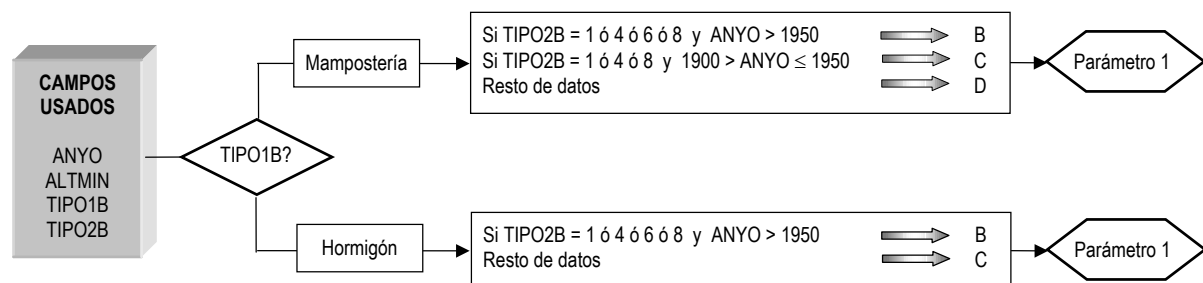 CAMPOS
USADOS
ANYO
ALTMIN
TIPO1B
TIPO2B
TIPO1B?
Mampostería
Si TIPO2B = 1 ó 4 ó 6 ó 8 y ANYO > 1950 B
Si TIPO2B = 1 ó 4 ó 8 y 1900 > ANYO ≤ 1950 C
Resto de datos D
Parámetro 1
Hormigón
Si TIPO2B = 1 ó 4 ó 6 ó 8 y ANYO > 1950 B
Resto de datos C
Parámetro 1